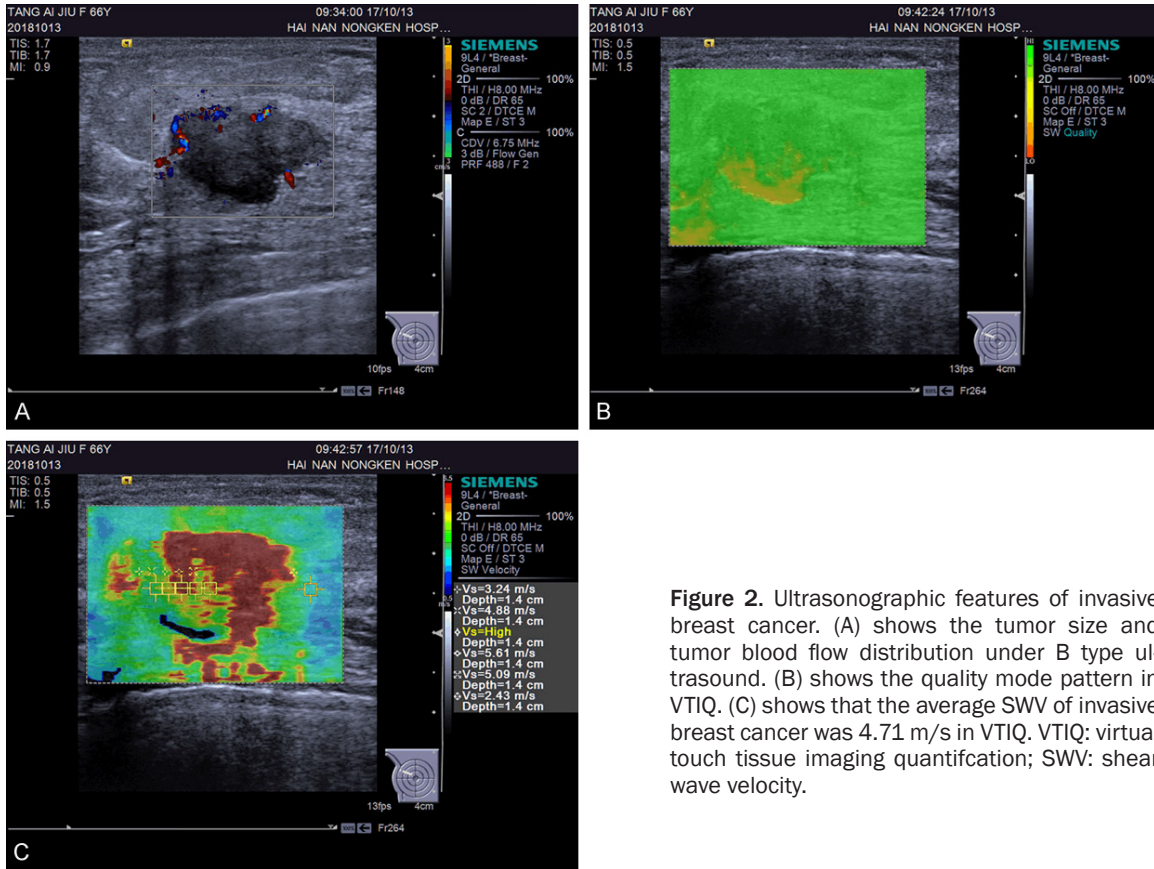 TANG AI JIU F 66Y 09:34:00 17/10/13
20181013 HAI NAN NONGKEN HOSP...
TIS: 1.7
TIB: 1.7
MI: 0.9
SIEMENS
9L4 / *Breast-
General
2D 100%
THI / H8.00 MHz
0 dB / DR 65
SC 2 / DTCE M
Map E / ST 3
C 100%
CDV / 6.75 MHz
3 dB / Flow Gen
PRF 488 / F 2
cm/s
10fps 4cm
Fr148
A
TANG AI JIU F 66Y 09:42:24 17/10/13
20181013 HAI NAN NONGKEN HOSP...
TIS: 0.5
TIB: 0.5
MI: 1.5
HI
LO
SIEMENS
9L4 / *Breast-
General
2D 100%
THI / H8.00 MHz
0 dB / DR 65
SC Off / DTCE M
Map E / ST 3
SW Quality
13fps 4cm
Fr264
B
TANG AI JIU F 66Y 09:42:57 17/10/13
20181013 HAI NAN NONGKEN HOSP...
TIS: 0.5
TIB: 0.5
MI: 1.5
0.5
m/s
SIEMENS
9L4 / *Breast-
General
2D 100%
THI / H8.00 MHz
0 dB / DR 65
SC Off / DTCE M
Map E / ST 3
SW Velocity
Vs=3.24 m/s
Depth=1.4 cm
Vs=4.88 m/s
Depth=1.4 cm
Vs=High
Depth=1.4 cm
Vs=5.61 m/s
Depth=1.4 cm
Vs=5.09 m/s
Depth=1.4 cm
Vs=2.43 m/s
Depth=1.4 cm
13fps 4cm
Fr264
C
Figure 2. Ultrasonographic features of invasive
breast cancer. (A) shows the tumor size and
tumor blood flow distribution under B type ul-
trasound. (B) shows the quality mode pattern in
VTIQ. (C) shows that the average SWV of invasive
breast cancer was 4.71 m/s in VTIQ. VTIQ: virtual
touch tissue imaging quantifcation; SWV: shear
wave velocity.